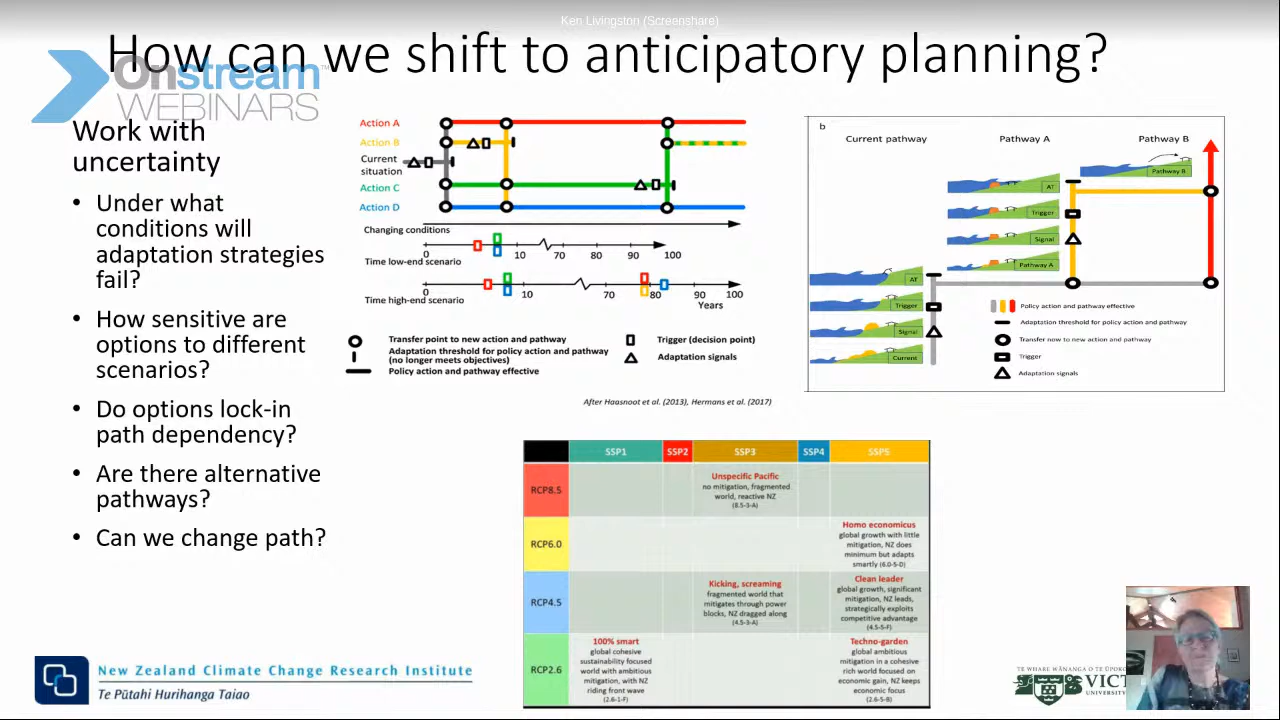 Ken Livingston (Screenshare)
How can we shift to anticipatory planning?
Onstream™
WEBINARS
Work with
uncertainty
• Under what
conditions will
adaptation strategies
fail?
• How sensitive are
options to different
scenarios?
• Do options lock-in
path dependency?
• Are there alternative
pathways?
• Can we change path?
Action A
Action B
Current
situation
Action C
Action D
Changing conditions
0 10 70 80 90 100
Time low-end scenario
0 10 70 80 90 100
Time high-end scenario
Years
Transfer point to new action and pathway
Adaptation threshold for policy action and pathway
(no longer meets objectives)
Policy action and pathway effective
Trigger (decision point)
Adaptation signals
After Haasnoot et al. (2013), Hermans et al. (2017)
b
Current pathway
Pathway A
Pathway B
Pathway B
AT
Trigger
Signal
Pathway A
AT
Trigger
Signal
Current
Policy action and pathway effective
Adaptation threshold for policy action and pathway
Transfer now to new action and pathway
Trigger
Adaptation signals
SSP1 SSP2 SSP3 SSP4 SSP5
RCP8.5
Unspecific Pacific
no mitigation, fragmented
world, reactive NZ
(8.5-3-A)
RCP6.0
Homo economicus
global growth with little
mitigation, NZ does
minimum but adapts
smartly (6.0-5-D)
RCP4.5
Kicking, screaming
fragmented world that
mitigates through power
blocks, NZ dragged along
(4.5-3-A)
Clean leader
global growth, significant
mitigation, NZ leads,
strategically exploits
competitive advantage
(4.5-5-F)
RCP2.6
100% smart
global cohesive
sustainability focused
world with ambitious
mitigation, with NZ
riding front wave
(2.6-1-F)
Techno-garden
global ambitious
mitigation in a cohesive
rich world focused on
economic gain, NZ keeps
economic focus
(2.6-5-B)
New Zealand Climate Change Research Institute
Te Pūtahi Hurihanga Taiao
TE WHARE WĀNANGA O TE ŪPOKO
VICT
UNIVERSITY